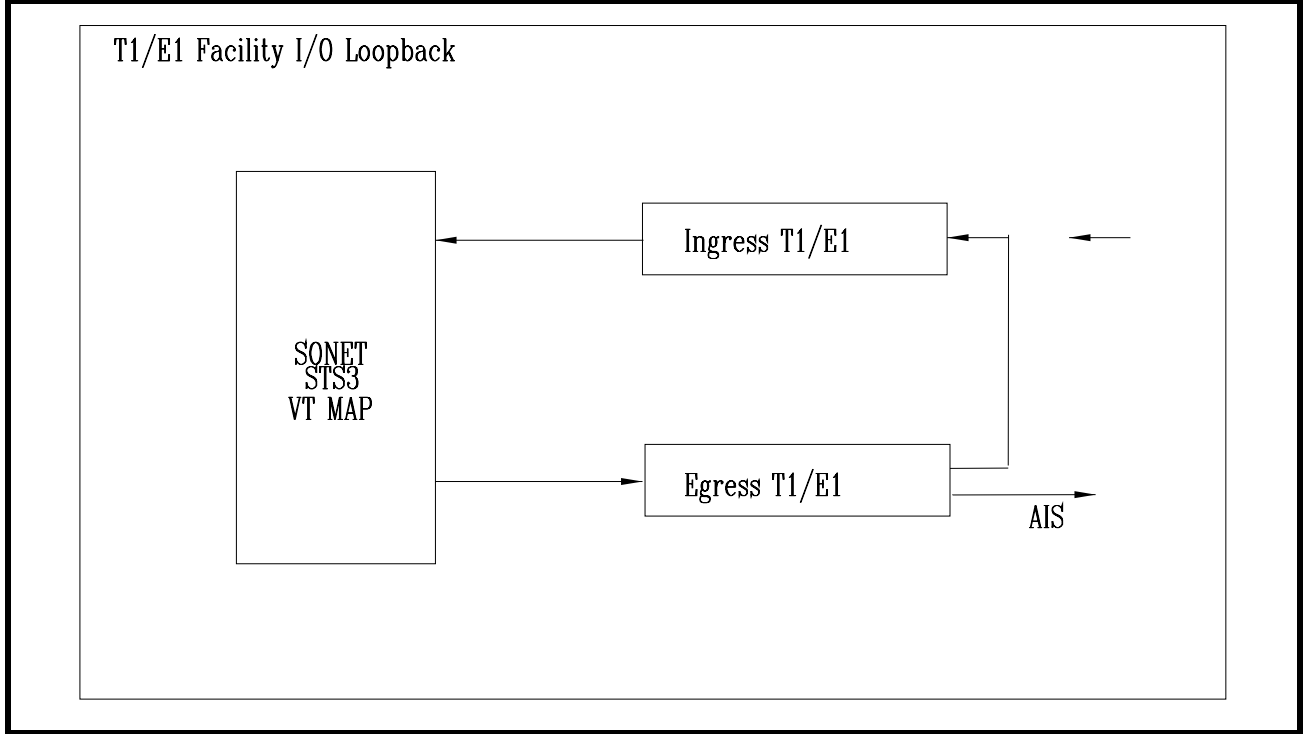 T1/E1 Facility I/O Loopback
Ingress T1/E1
SONET
STS3
VT MAP
Egress T1/E1
AIS